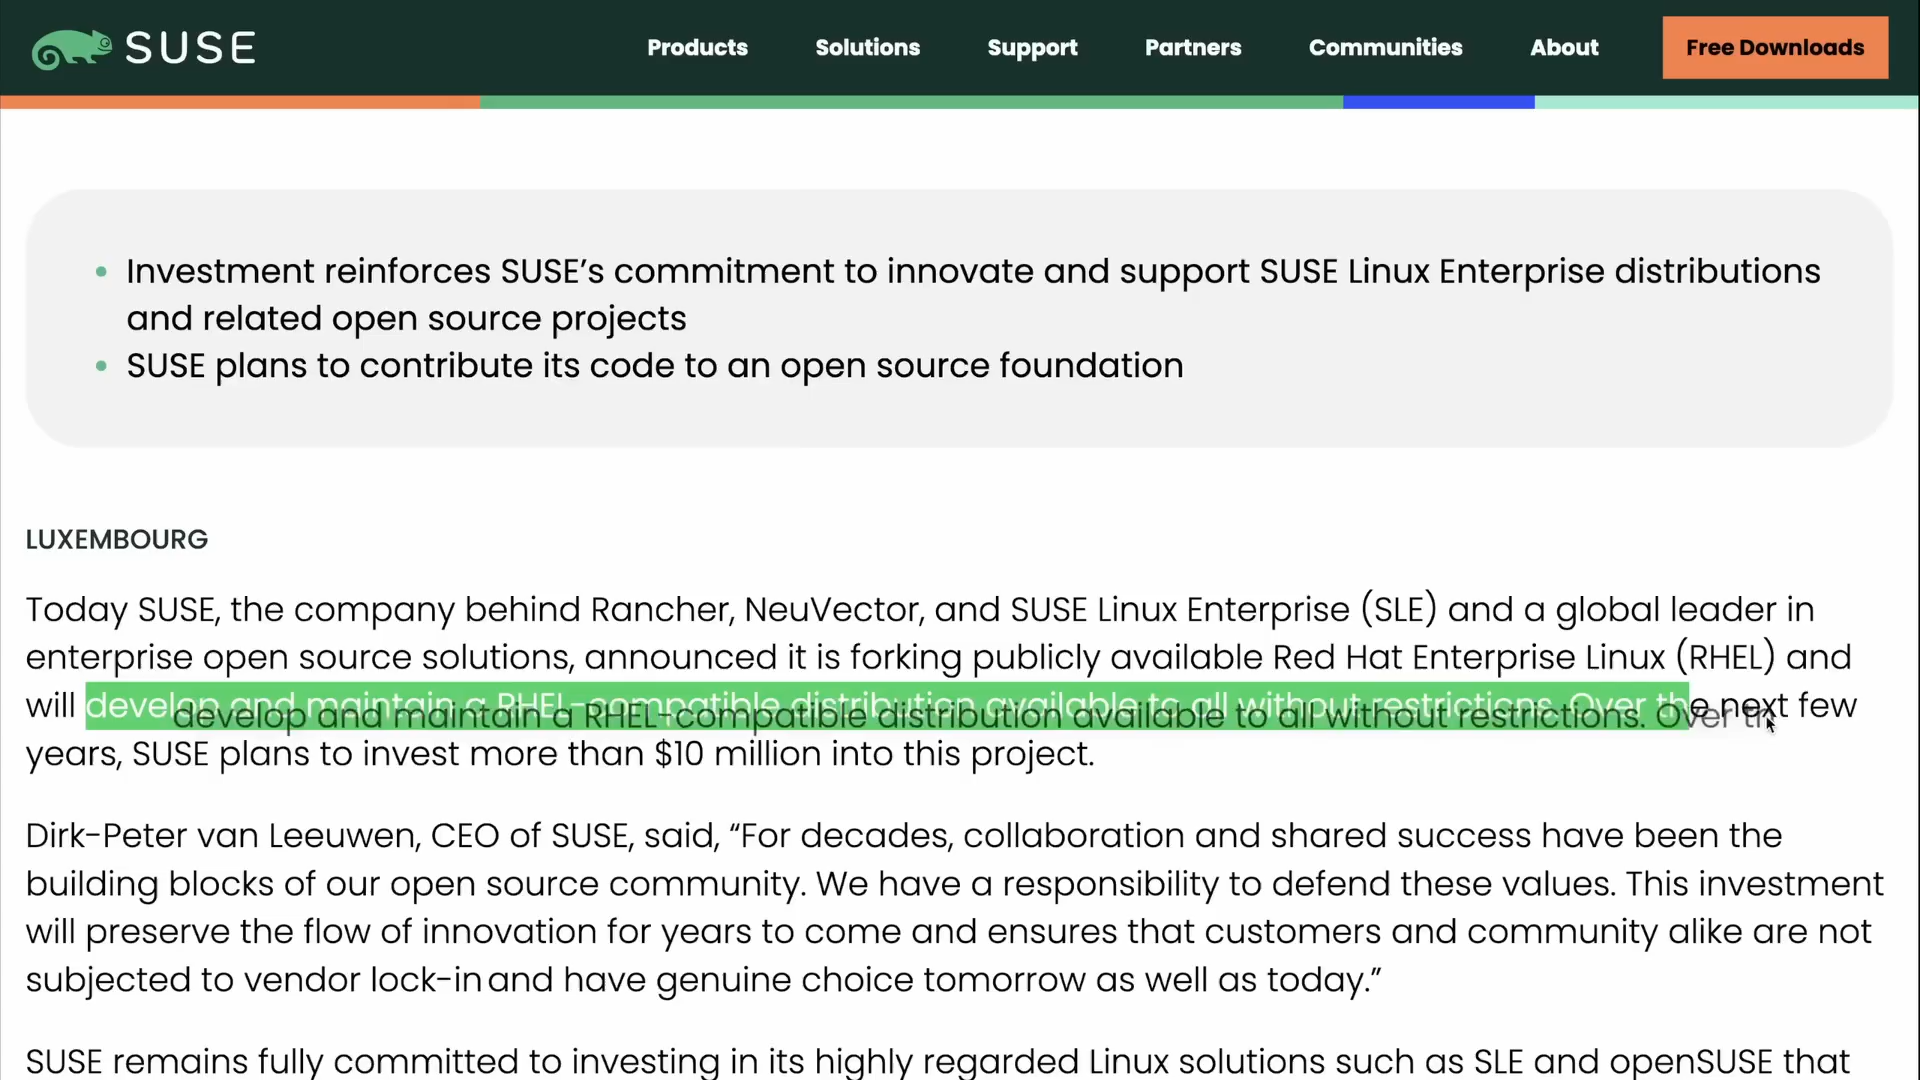 SUSE
Products Solutions Support Partners Communities About Free Downloads
Investment reinforces SUSE’s commitment to innovate and support SUSE Linux Enterprise distributions
and related open source projects
SUSE plans to contribute its code to an open source foundation
LUXEMBOURG
Today SUSE, the company behind Rancher, NeuVector, and SUSE Linux Enterprise (SLE) and a global leader in
enterprise open source solutions, announced it is forking publicly available Red Hat Enterprise Linux (RHEL) and
will develop and maintain a RHEL-compatible distribution available to all without restrictions. Over the next few
develop and maintain a RHEL-compatible distribution available to all without restrictions. Over th
years, SUSE plans to invest more than $10 million into this project.
Dirk-Peter van Leeuwen, CEO of SUSE, said, “For decades, collaboration and shared success have been the
building blocks of our open source community. We have a responsibility to defend these values. This investment
will preserve the flow of innovation for years to come and ensures that customers and community alike are not
subjected to vendor lock-in and have genuine choice tomorrow as well as today.”
SUSE remains fully committed to investing in its highly regarded Linux solutions such as SLE and openSUSE that